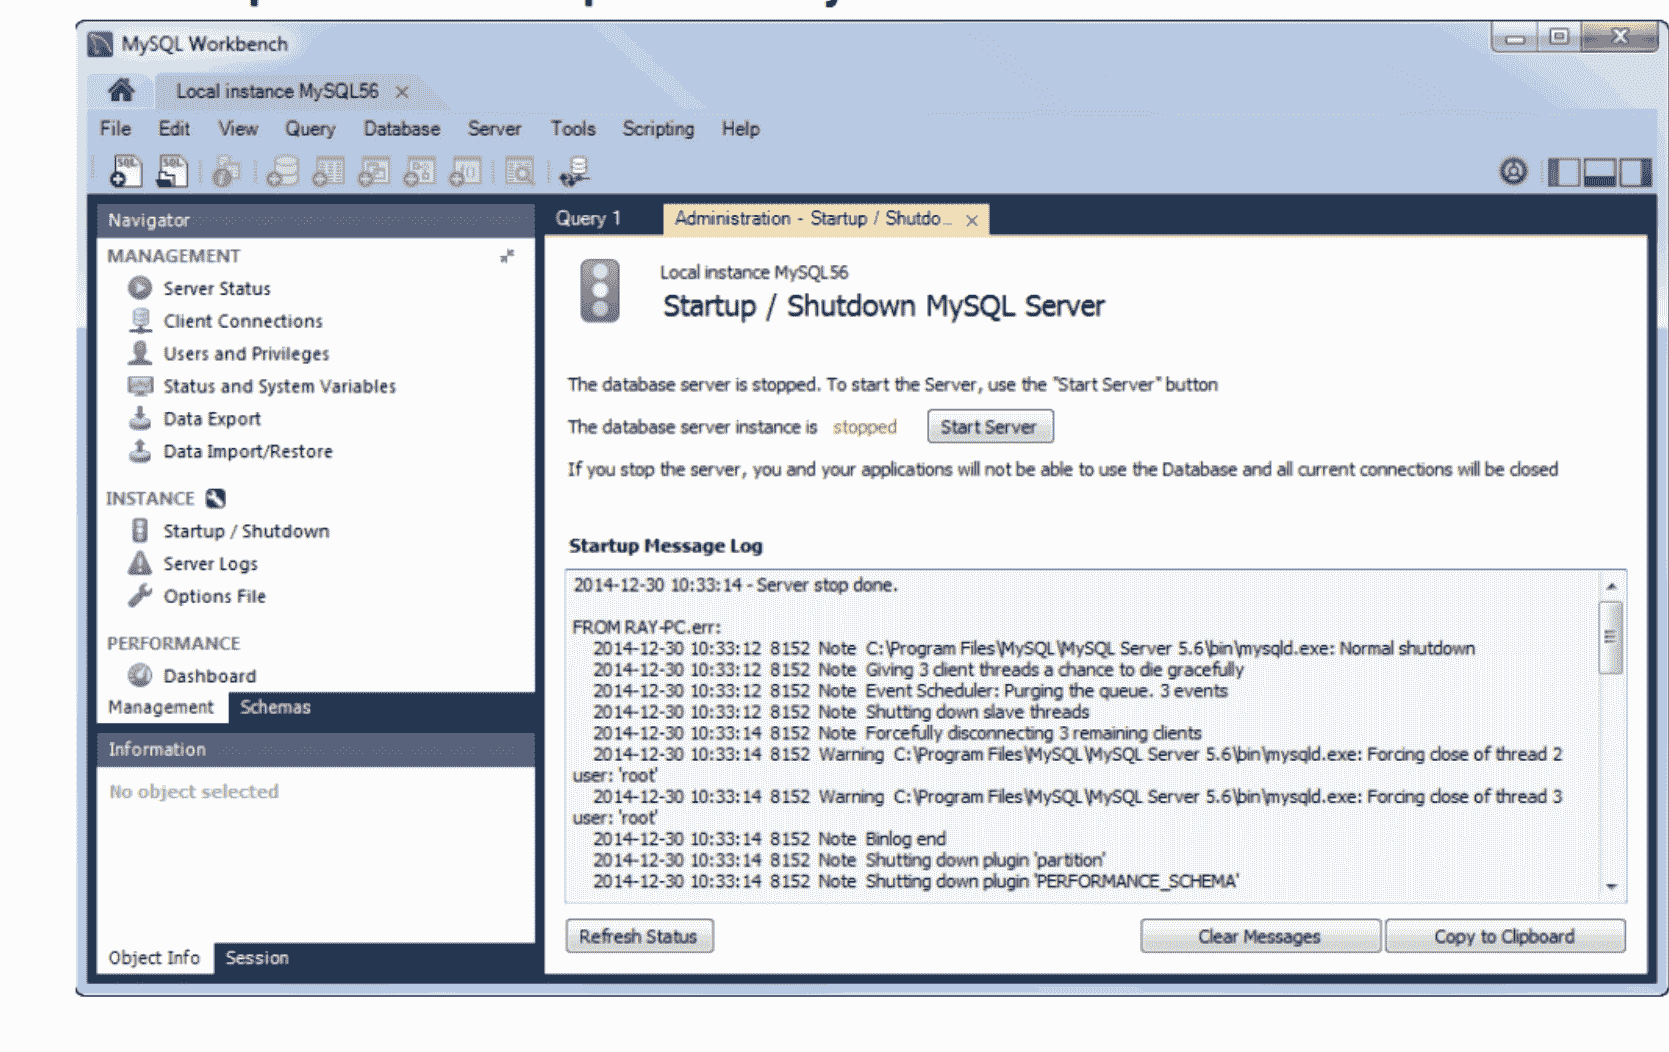 MySQL Workbench
Local instance MySQL56
File Edit View Query Database Server Tools Scripting Help
Navigator
MANAGEMENT
Server Status
Client Connections
Users and Privileges
Status and System Variables
Data Export
Data Import/Restore
INSTANCE
Startup / Shutdown
Server Logs
Options File
PERFORMANCE
Dashboard
Management Schemas
Information
No object selected
Object Info Session
Query 1 Administration - Startup / Shutdo...
Local instance MySQL56
Startup / Shutdown MySQL Server
The database server is stopped. To start the Server, use the "Start Server" button
The database server instance is stopped Start Server
If you stop the server, you and your applications will not be able to use the Database and all current connections will be closed
Startup Message Log
2014-12-30 10:33:14 - Server stop done.
FROM RAY-PC.err:
2014-12-30 10:33:12 8152 Note C:\Program Files\MySQL\MySQL Server 5.6\bin\mysqld.exe: Normal shutdown
2014-12-30 10:33:12 8152 Note Giving 3 client threads a chance to die gracefully
2014-12-30 10:33:12 8152 Note Event Scheduler: Purging the queue. 3 events
2014-12-30 10:33:12 8152 Note Shutting down slave threads
2014-12-30 10:33:14 8152 Note Forcefully disconnecting 3 remaining clients
2014-12-30 10:33:14 8152 Warning C:\Program Files\MySQL\MySQL Server 5.6\bin\mysqld.exe: Forcing close of thread 2
user: 'root'
2014-12-30 10:33:14 8152 Warning C:\Program Files\MySQL\MySQL Server 5.6\bin\mysqld.exe: Forcing close of thread 3
user: 'root'
2014-12-30 10:33:14 8152 Note Binlog end
2014-12-30 10:33:14 8152 Note Shutting down plugin 'partition'
2014-12-30 10:33:14 8152 Note Shutting down plugin 'PERFORMANCE_SCHEMA'
Refresh Status Clear Messages Copy to Clipboard